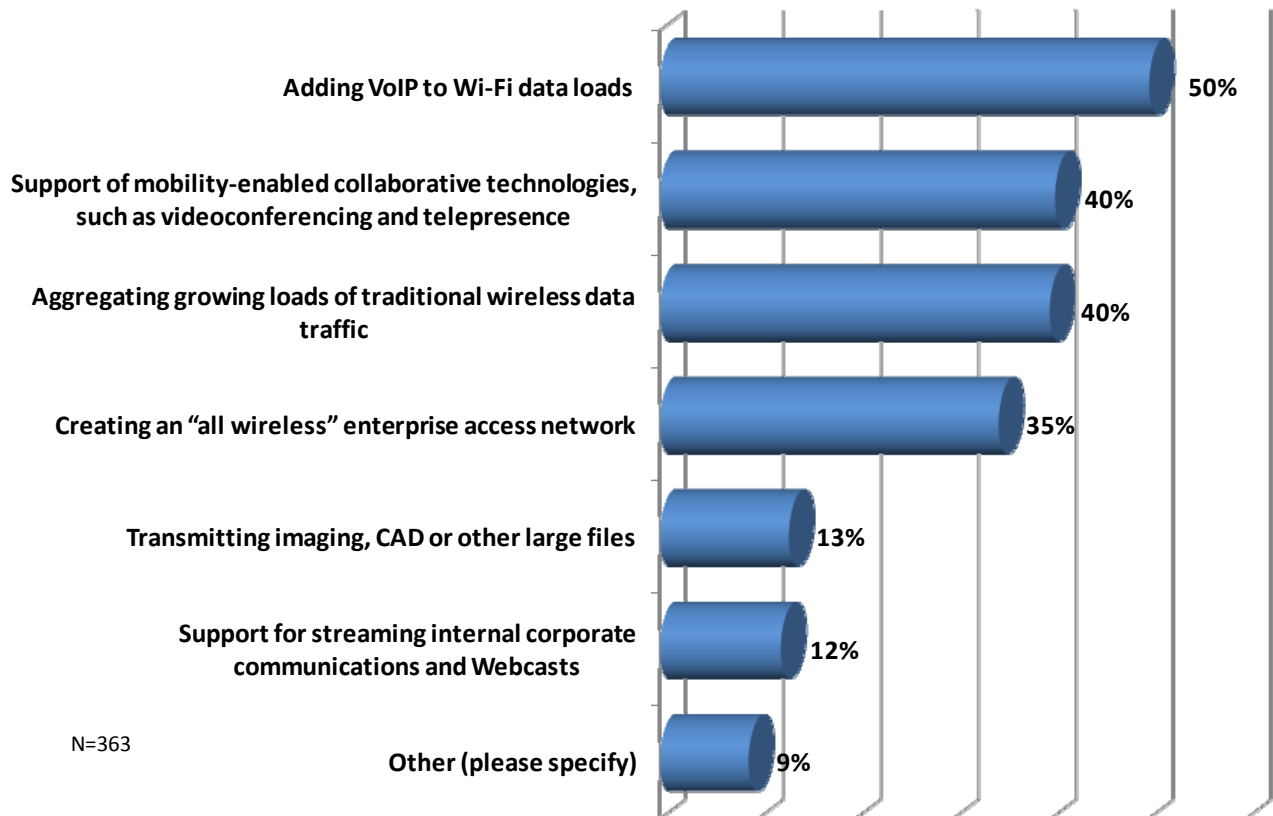 Adding VoIP to Wi-Fi data loads
50%
Support of mobility-enabled collaborative technologies,
such as videoconferencing and telepresence
40%
Aggregating growing loads of traditional wireless data
traffic
40%
Creating an “all wireless” enterprise access network
35%
Transmitting imaging, CAD or other large files
13%
Support for streaming internal corporate
communications and Webcasts
12%
N=363
Other (please specify)
9%